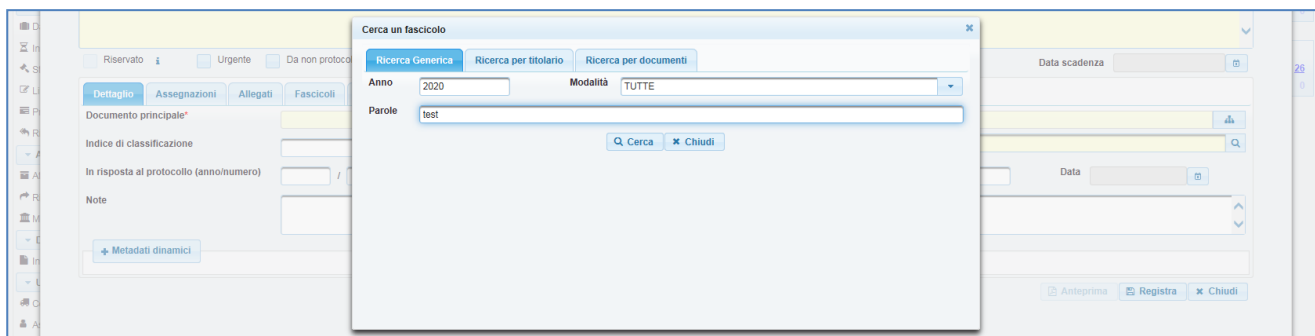 Cerca un fascicolo
Riservato i Urgente Da non protocol
Data scadenza
Ricerca Generica Ricerca per titolario Ricerca per documenti
Anno 2020 Modalità TUTTE
Parole test
Cerca Chiudi
Dettaglio Assegnazioni Allegati Fascicoli
Documento principale*
Indice di classificazione
In risposta al protocollo (anno/numero) /
Data
Note
+ Metadati dinamici
Anteprima Registra Chiudi
26